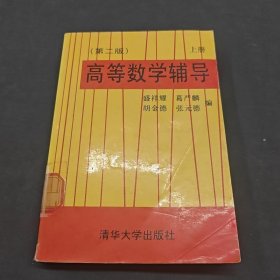 (第二版) 上册
高等数学辅导
盛祥耀 葛严麟
胡金德 张元德 编
清华大学出版社